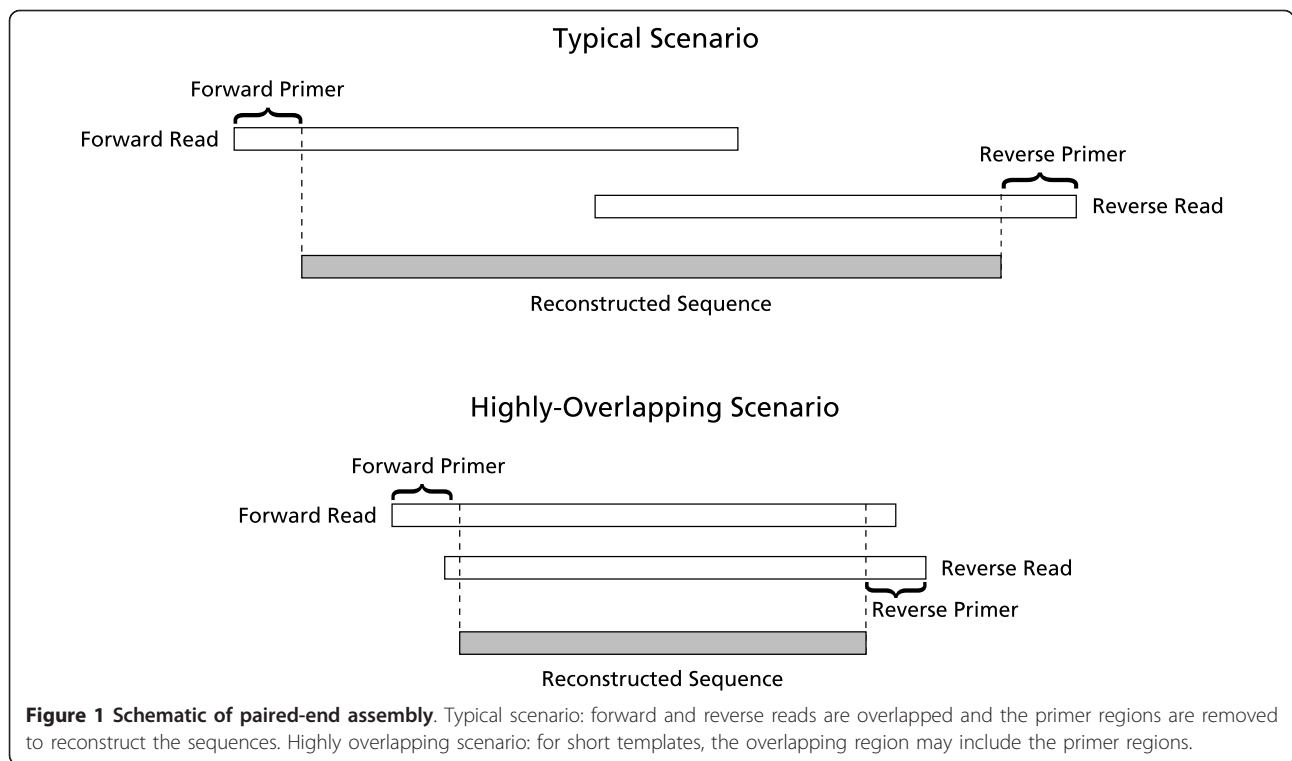 Typical Scenario
Forward Primer
Forward Read
Reverse Primer
Reverse Read
Reconstructed Sequence
Highly-Overlapping Scenario
Forward Primer
Forward Read
Reverse Read
Reverse Primer
Reconstructed Sequence
Figure 1 Schematic of paired-end assembly. Typical scenario: forward and reverse reads are overlapped and the primer regions are removed
to reconstruct the sequences. Highly overlapping scenario: for short templates, the overlapping region may include the primer regions.